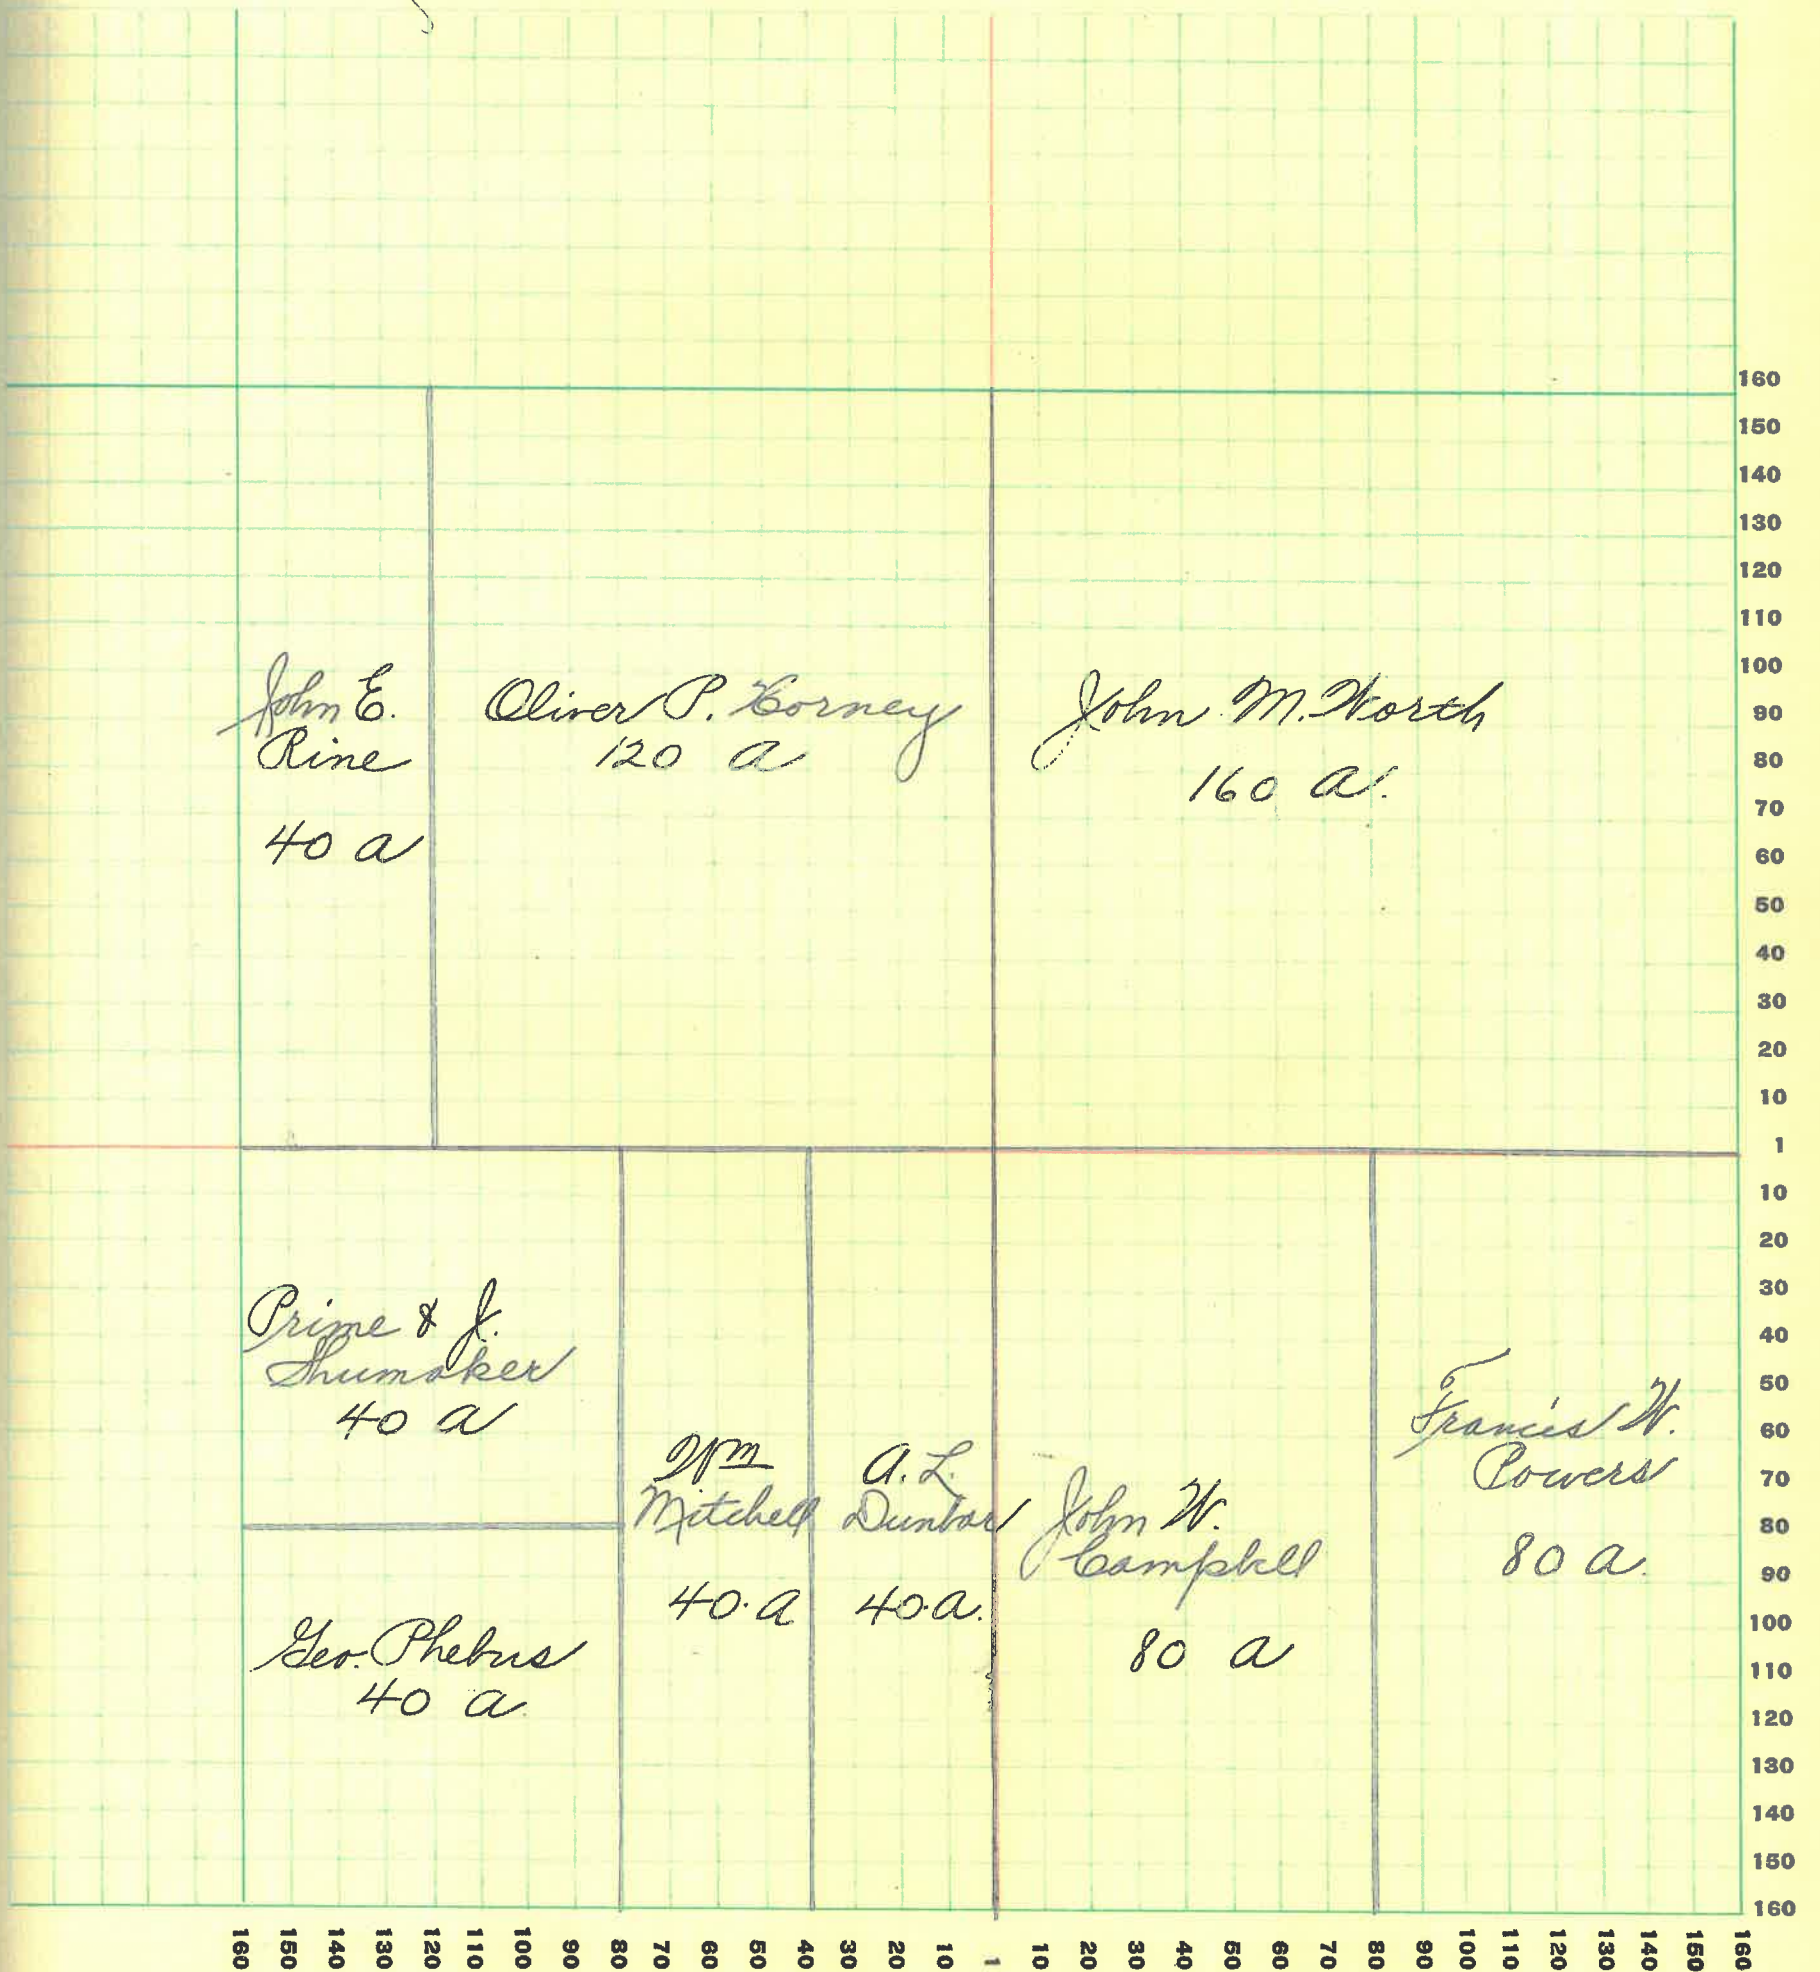 John E.
Rine
40 a
Oliver P. Corney
120 a
John M. Worth
160 a.
Prime & J.
Shumaker
40 a
Geo. Phebus
40 a.
Wm
Mitchell
40. a
A. L.
Dunbar
40. a.
John W.
Campbell
80 a
Francis W.
Powers
80 a.
160
150
140
130
120
110
100
90
80
70
60
50
40
30
20
10
1
10
20
30
40
50
60
70
80
90
100
110
120
130
140
150
160
160 150 140 130 120 110 100 90 80 70 60 50 40 30 20 10 1 10 20 30 40 50 60 70 80 90 100 110 120 130 140 150 160